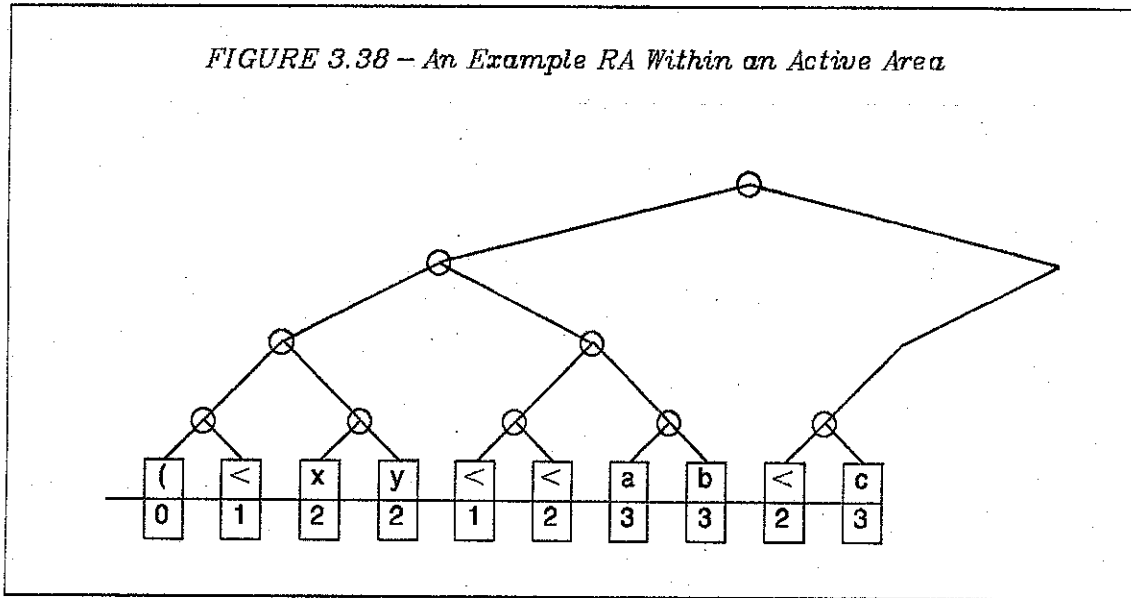 FIGURE 3.38 – An Example RA Within an Active Area
( < x y < < a b < c
0 1 2 2 1 2 3 3 2 3